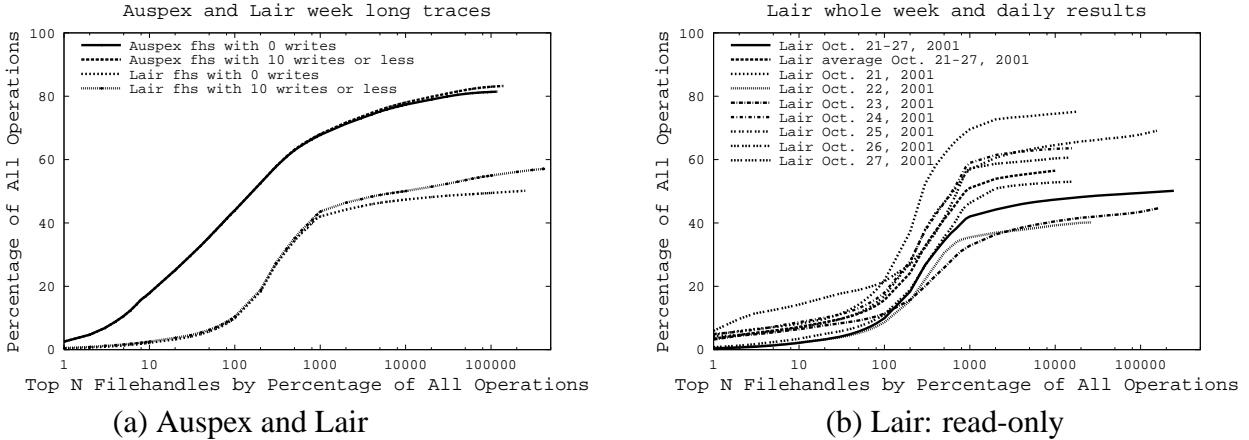 Auspex and Lair week long traces
100
80
60
40
20
0
Percentage of All Operations
Auspex fhs with 0 writes
Auspex fhs with 10 writes or less
Lair fhs with 0 writes
Lair fhs with 10 writes or less
1 10 100 1000 10000 100000
Top N Filehandles by Percentage of All Operations
(a) Auspex and Lair
Lair whole week and daily results
100
80
60
40
20
0
Percentage of All Operations
Lair Oct. 21-27, 2001
Lair average Oct. 21-27, 2001
Lair Oct. 21, 2001
Lair Oct. 22, 2001
Lair Oct. 23, 2001
Lair Oct. 24, 2001
Lair Oct. 25, 2001
Lair Oct. 26, 2001
Lair Oct. 27, 2001
1 10 100 1000 10000 100000
Top N Filehandles by Percentage of All Operations
(b) Lair: read-only